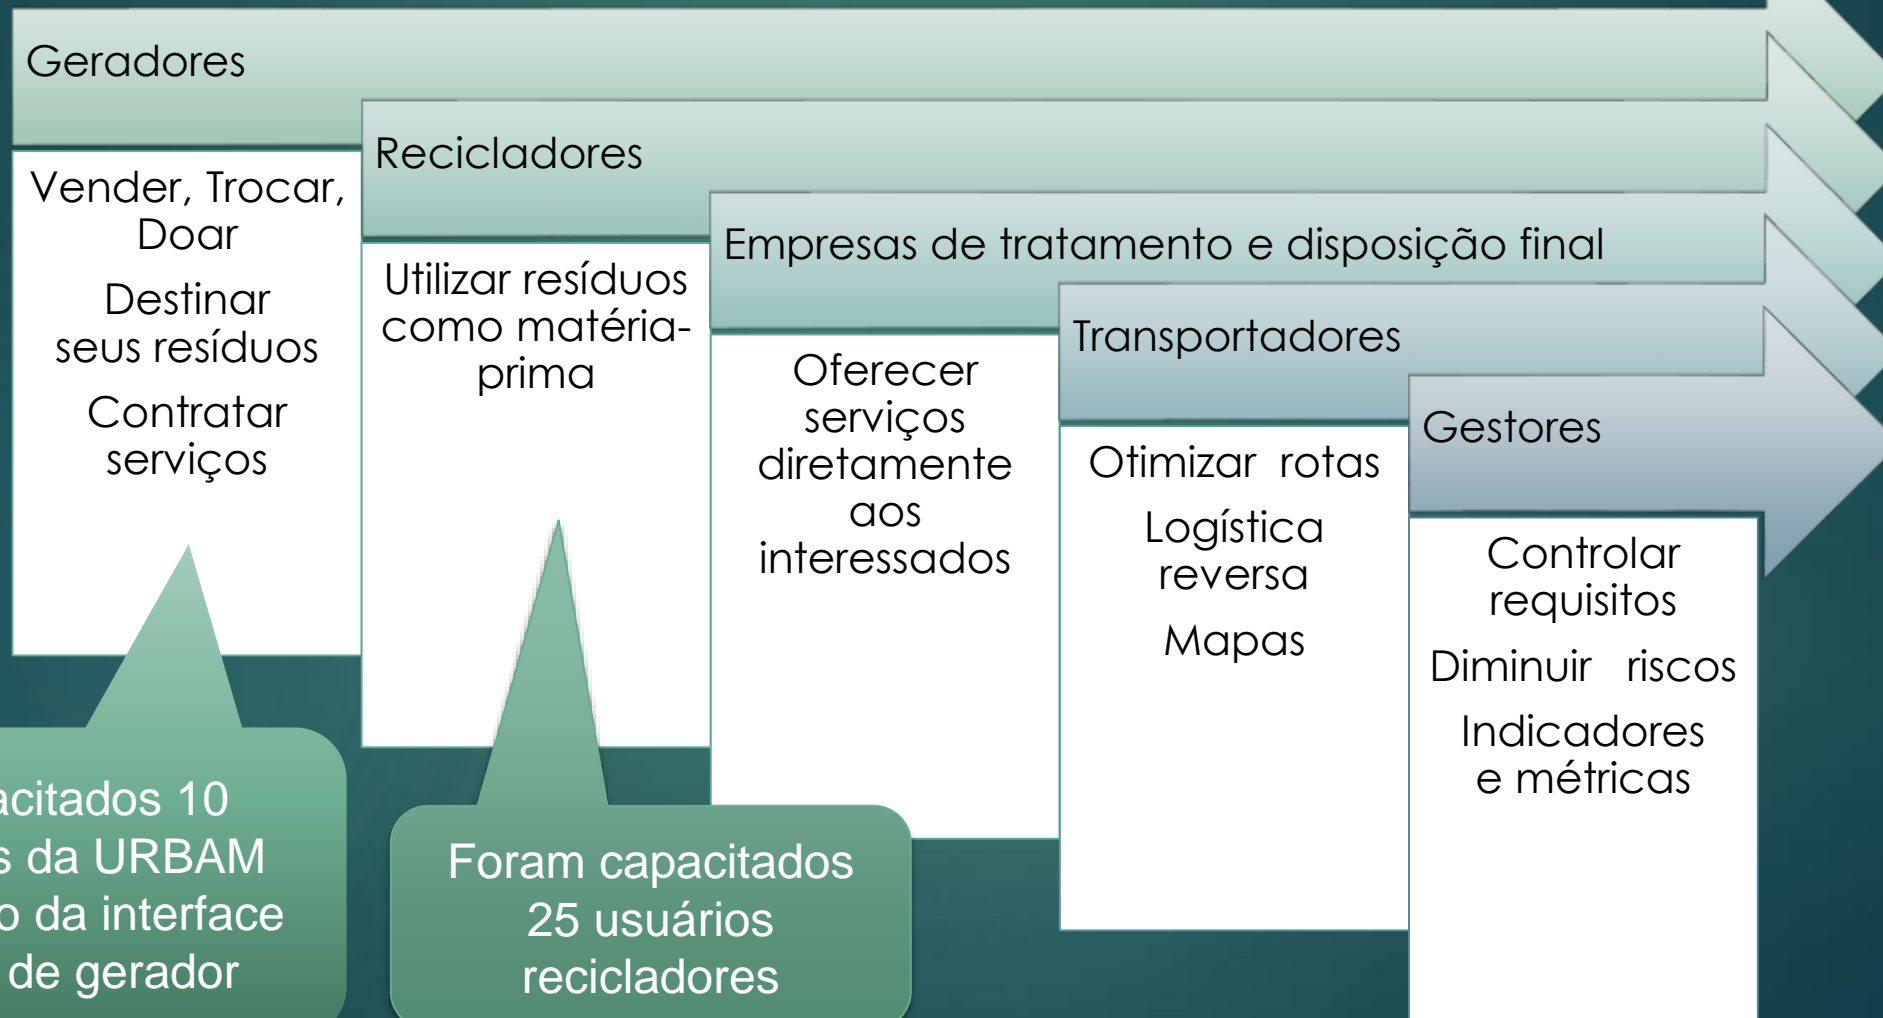 Geradores
Vender, Trocar,
Doar
Destinar
seus resíduos
Contratar
serviços
Recicladores
Utilizar resíduos
como matéria-
prima
Empresas de tratamento e disposição final
Oferecer
serviços
diretamente
aos
interessados
Transportadores
Otimizar rotas
Logística
reversa
Mapas
Gestores
Controlar
requisitos
Diminuir riscos
Indicadores
e métricas
10
da URBAM
da interface
de gerador
Foram capacitados
25 usuários
recicladores